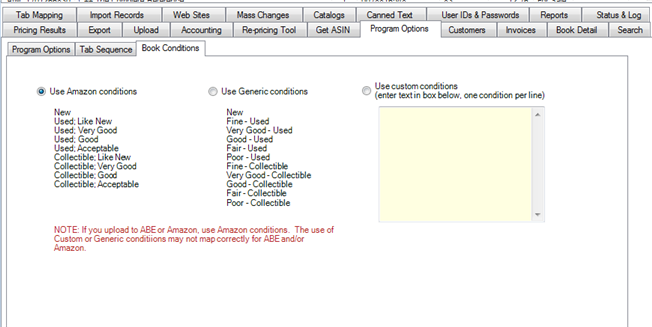 Tab Mapping Import Records Web Sites Mass Changes Catalogs Canned Text User IDs & Passwords Reports Status & Log
Pricing Results Export Upload Accounting Re-pricing Tool Get ASIN Program Options Customers Invoices Book Detail Search
Program Options Tab Sequence Book Conditions
Use Amazon conditions
New
Used; Like New
Used; Very Good
Used; Good
Used; Acceptable
Collectible; Like New
Collectible; Very Good
Collectible; Good
Collectible; Acceptable
Use Generic conditions
New
Fine - Used
Very Good - Used
Good - Used
Fair - Used
Poor - Used
Fine - Collectible
Very Good - Collectible
Good - Collectible
Fair - Collectible
Poor - Collectible
Use custom conditions
(enter text in box below, one condition per line)
NOTE: If you upload to ABE or Amazon, use Amazon conditions. The use of
Custom or Generic conditiions may not map correctly for ABE and/or
Amazon.